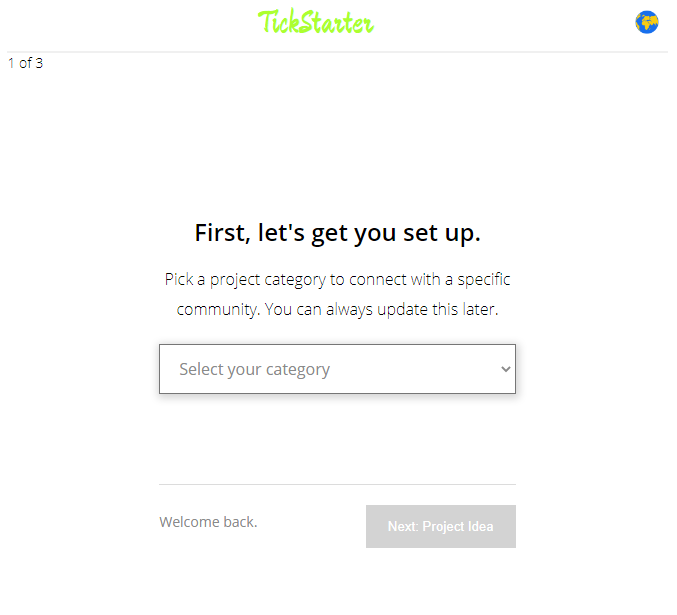 TickStarter
1 of 3
First, let's get you set up.
Pick a project category to connect with a specific
community. You can always update this later.
Select your category
Welcome back.
Next: Project Idea